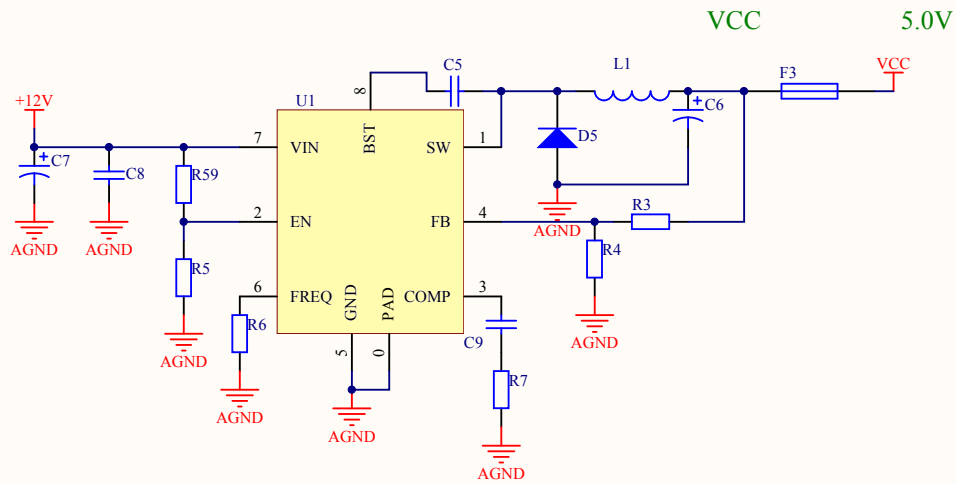 VCC 5.0V
C5 L1 F3 VCC
+12V U1 8 C6
BST
7 VIN SW 1 D5
C7 C8 R59
AGND AGND 2 EN FB 4 AGND R3
R5 R4
6 FREQ GND PAD COMP 3
AGND R6 5 0 C9 AGND
AGND AGND R7
AGND